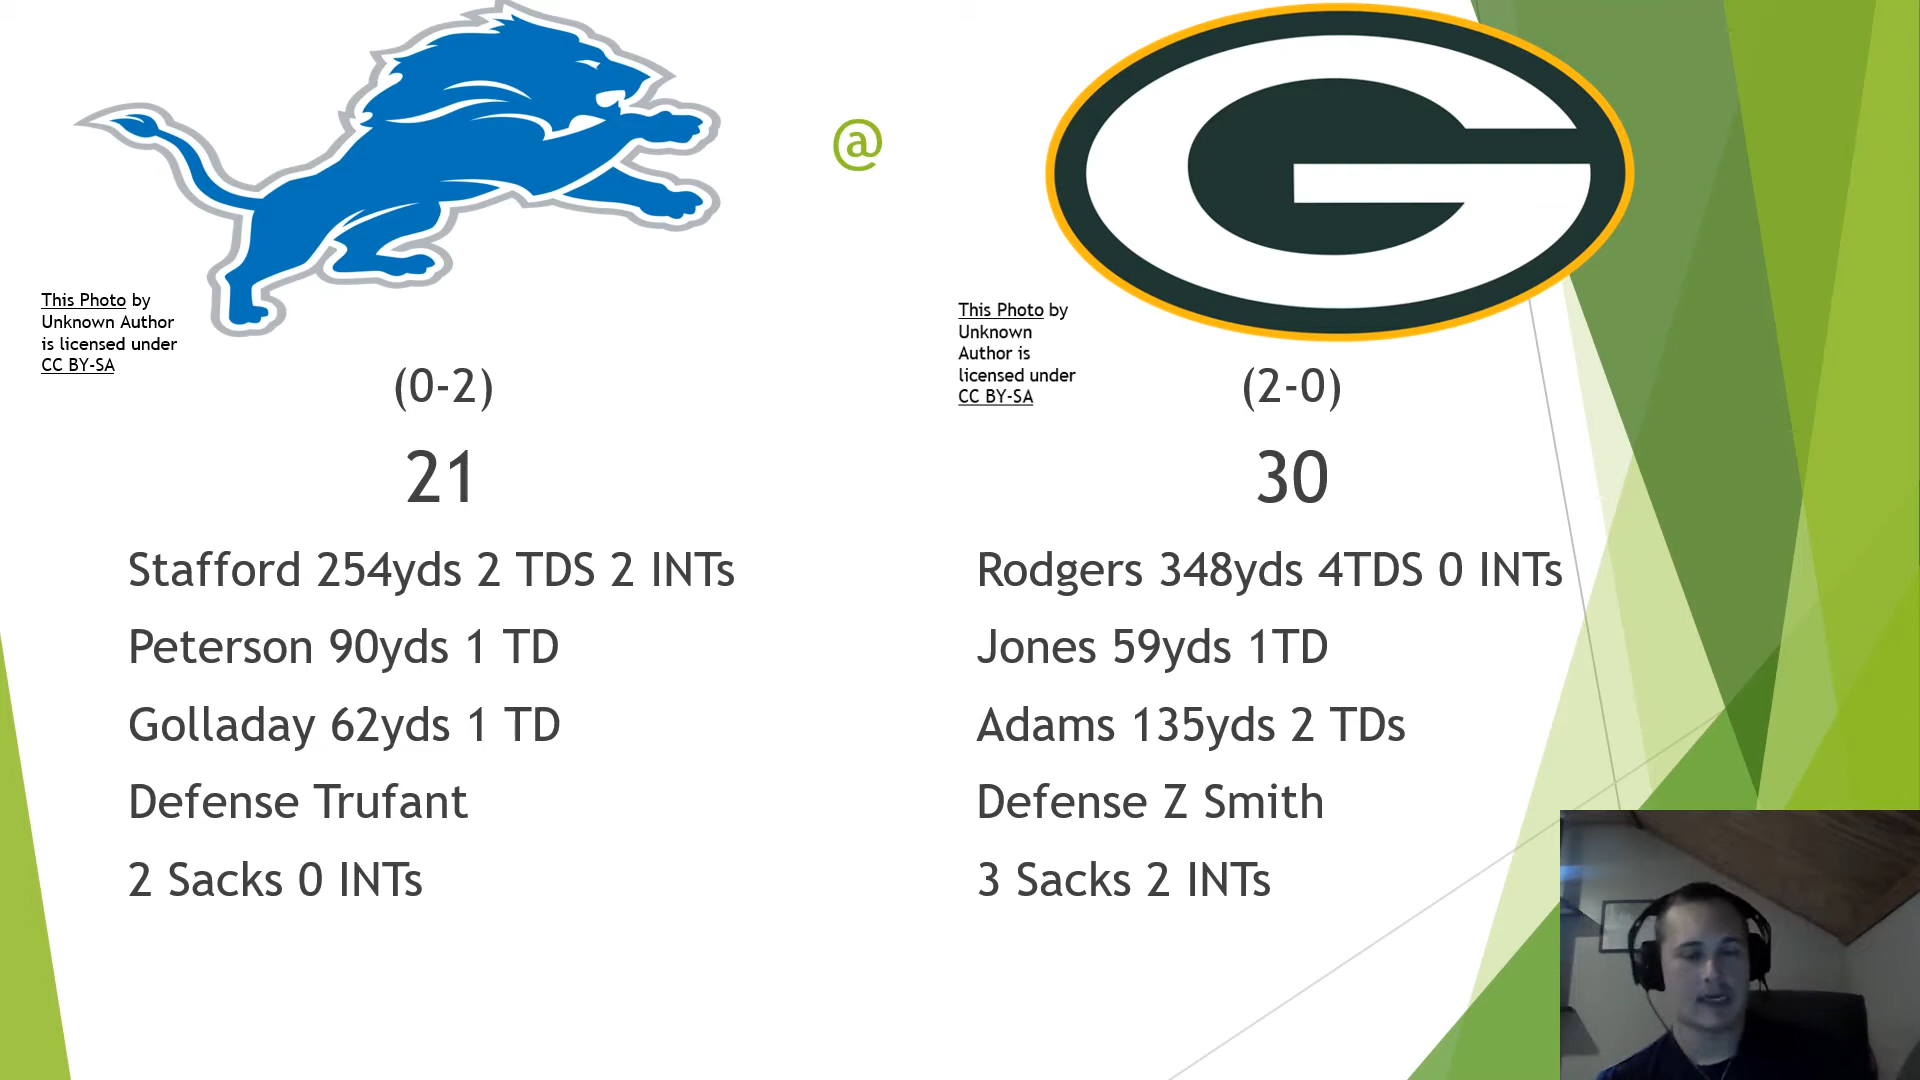 @
G
This Photo by
Unknown Author
is licensed under
CC BY-SA
(0-2)
21
Stafford 254yds 2 TDS 2 INTs
Peterson 90yds 1 TD
Golladay 62yds 1 TD
Defense Trufant
2 Sacks 0 INTs
This Photo by
Unknown
Author is
licensed under
CC BY-SA
(2-0)
30
Rodgers 348yds 4TDS 0 INTs
Jones 59yds 1TD
Adams 135yds 2 TDs
Defense Z Smith
3 Sacks 2 INTs